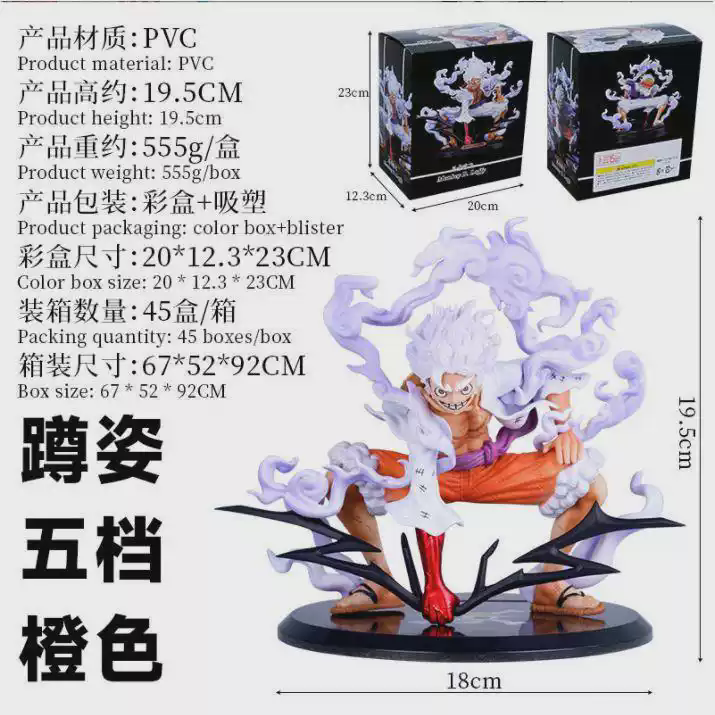 产品材质:PVC
Product material: PVC
产品高约:19.5CM
Product height: 19.5cm
产品重约:555g/盒
Product weight: 555g/box
产品包装:彩盒+吸塑
Product packaging: color box+blister
彩盒尺寸:20*12.3*23CM
Color box size: 20 * 12.3 * 23CM
装箱数量:45盒/箱
Packing quantity: 45 boxes/box
箱装尺寸:67*52*92CM
Box size: 67 * 52 * 92CM
蹲姿
五档
橙色
23cm
12.3cm
20cm
Monkey D. Luffy
19.5cm
18cm